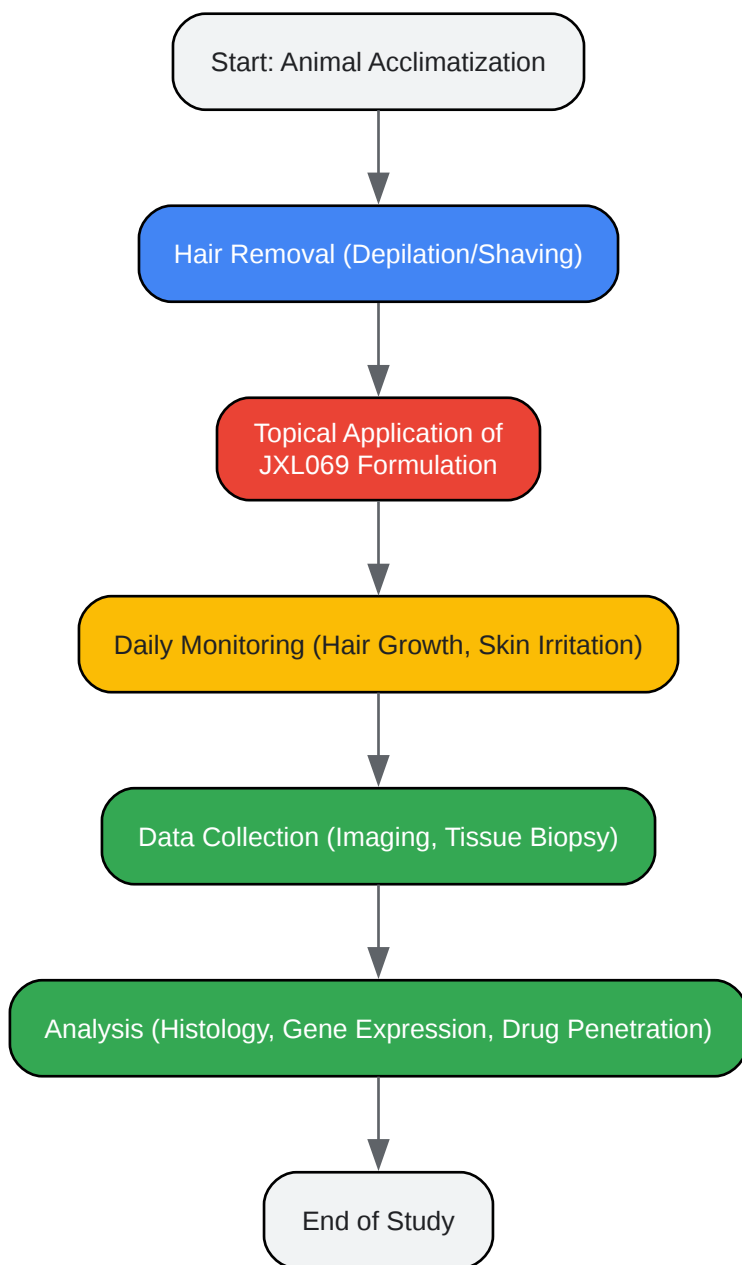 Start: Animal Acclimatization
Hair Removal (Depilation/Shaving)
Topical Application of
JXL069 Formulation
Daily Monitoring (Hair Growth, Skin Irritation)
Data Collection (Imaging, Tissue Biopsy)
Analysis (Histology, Gene Expression, Drug Penetration)
End of Study